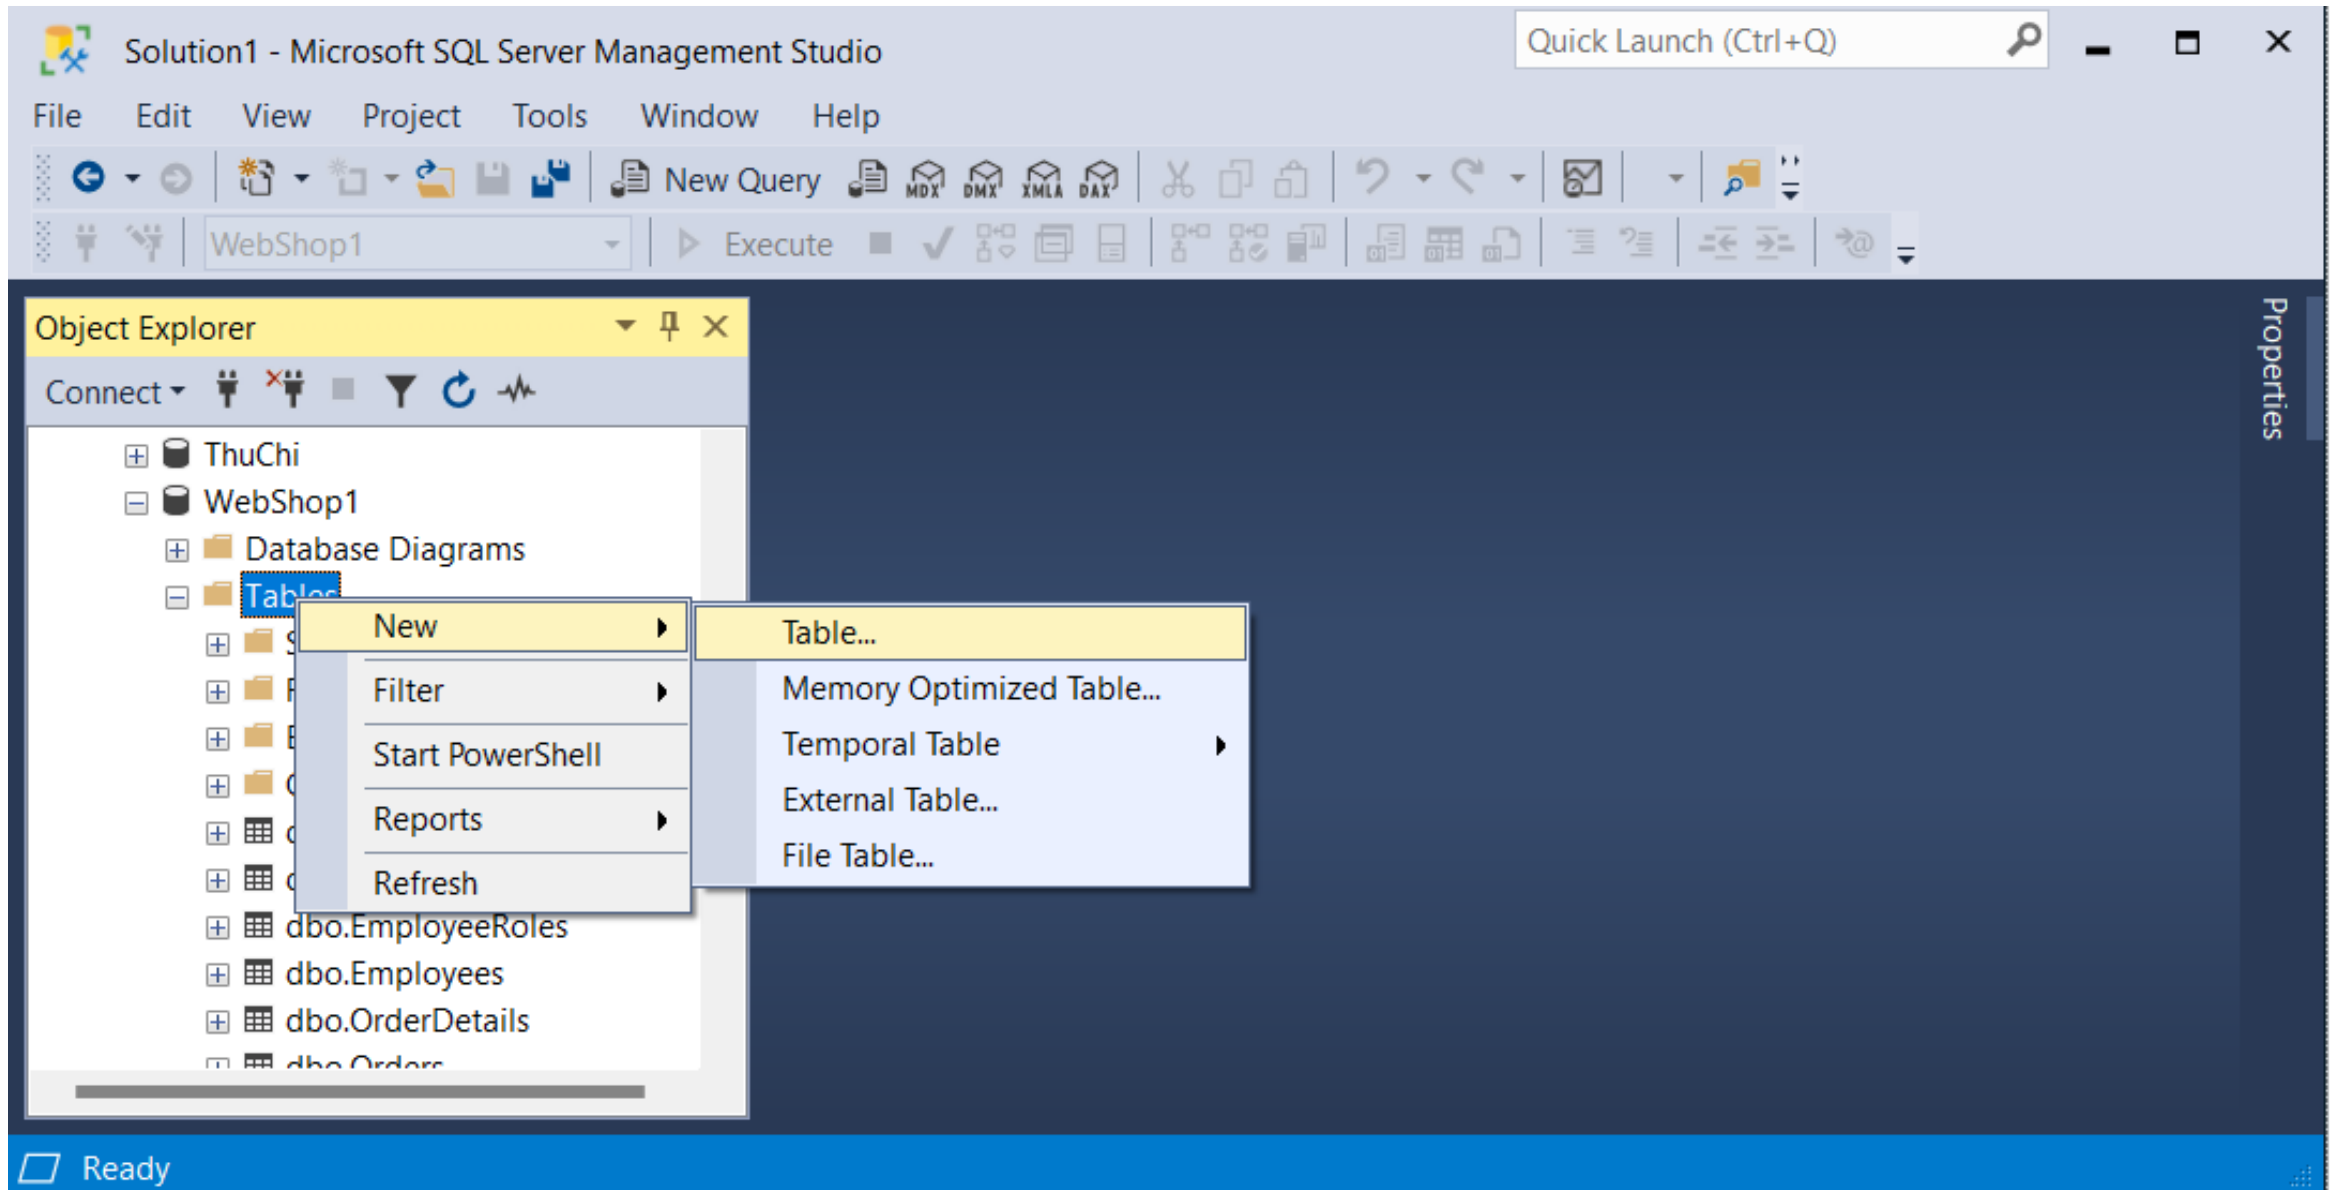 Solution1 - Microsoft SQL Server Management Studio
Quick Launch (Ctrl+Q)
File Edit View Project Tools Window Help
New Query MDX DMX XMLA DAX
WebShop1 Execute
Object Explorer
Connect
ThuChi
WebShop1
Database Diagrams
Tables
New
Filter
Start PowerShell
Reports
Refresh
Table...
Memory Optimized Table...
Temporal Table
External Table...
File Table...
dbo.EmployeeRoles
dbo.Employees
dbo.OrderDetails
dbo.Orders
Properties
Ready